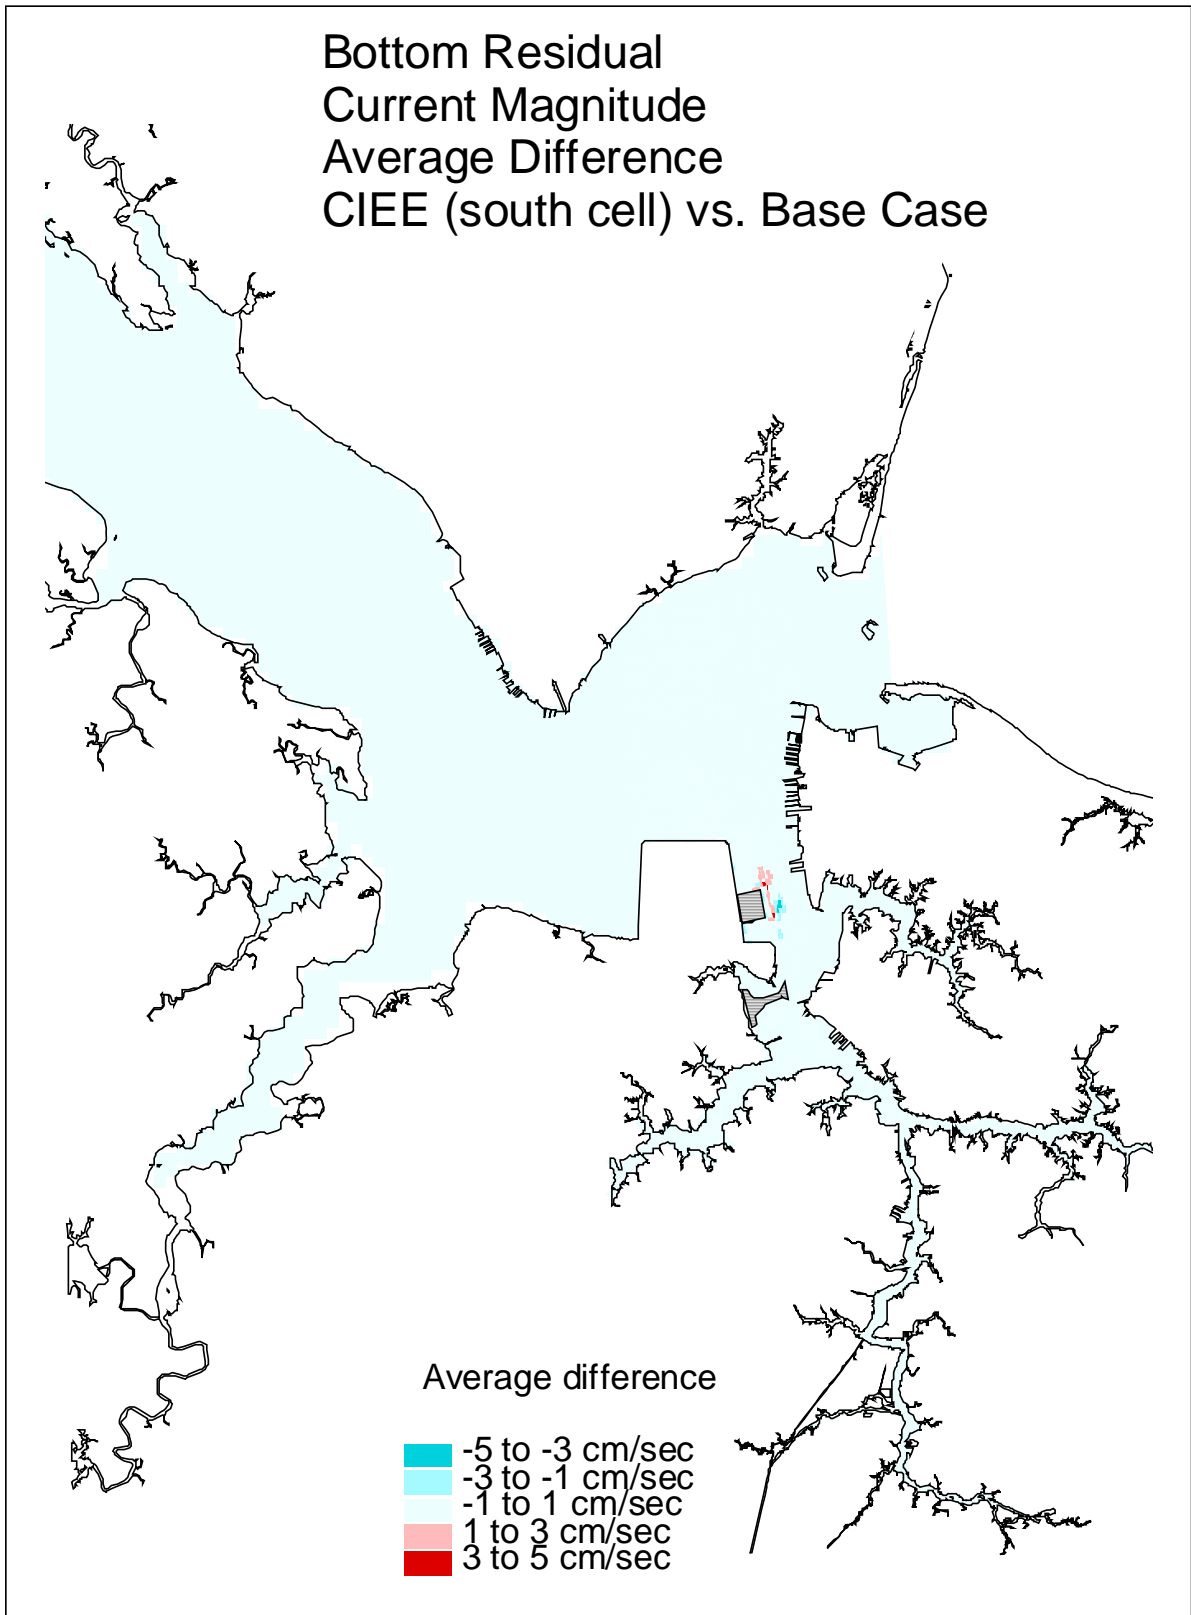 Bottom Residual
Current Magnitude
Average Difference
CIEE (south cell) vs. Base Case
Average difference
-5 to -3 cm/sec
-3 to -1 cm/sec
-1 to 1 cm/sec
1 to 3 cm/sec
3 to 5 cm/sec